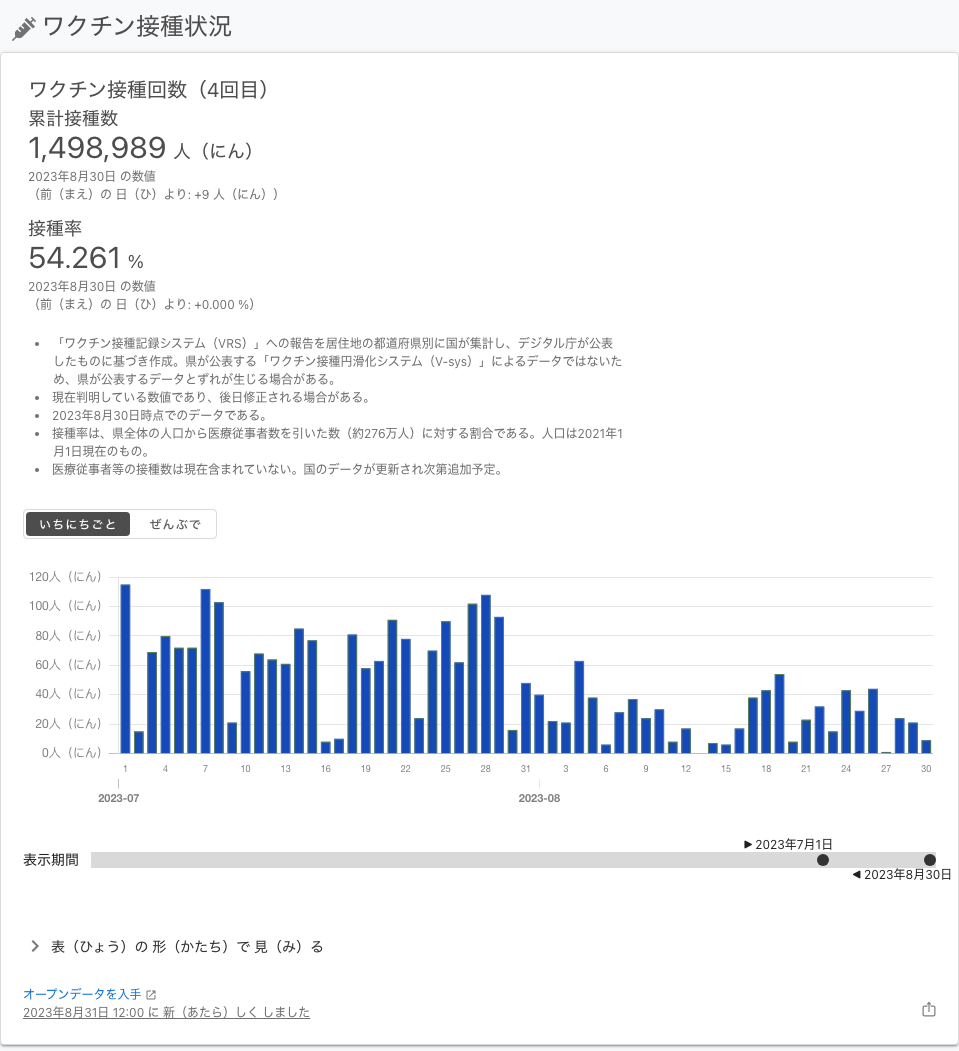 ワクチン接種状況
ワクチン接種回数（4回目）
累計接種数
1,498,989 人（にん）
2023年8月30日 の数値
（前（まえ）の 日（ひ）より: +9 人（にん））
接種率
54.261 %
2023年8月30日 の数値
（前（まえ）の 日（ひ）より: +0.000 %）
• 「ワクチン接種記録システム（VRS）」への報告を居住地の都道府県別に国が集計し、デジタル庁が公表
したものに基づき作成。県が公表する「ワクチン接種円滑化システム（V-sys）」によるデータではないた
め、県が公表するデータとずれが生じる場合がある。
• 現在判明している数値であり、後日修正される場合がある。
• 2023年8月30日時点でのデータである。
• 接種率は、県全体の人口から医療従事者数を引いた数（約276万人）に対する割合である。人口は2021年1
月1日現在のもの。
• 医療従事者等の接種数は現在含まれていない。国のデータが更新され次第追加予定。
いちにちごと ぜんぶで
120人（にん）
100人（にん）
80人（にん）
60人（にん）
40人（にん）
20人（にん）
0人（にん）
1 4 7 10 13 16 19 22 25 28 31 3 6 9 12 15 18 21 24 27 30
2023-07 2023-08
▶ 2023年7月1日
表示期間
◀ 2023年8月30日
表（ひょう）の 形（かたち）で 見（み）る
オープンデータを入手
2023年8月31日 12:00 に 新（あたら）しく しました